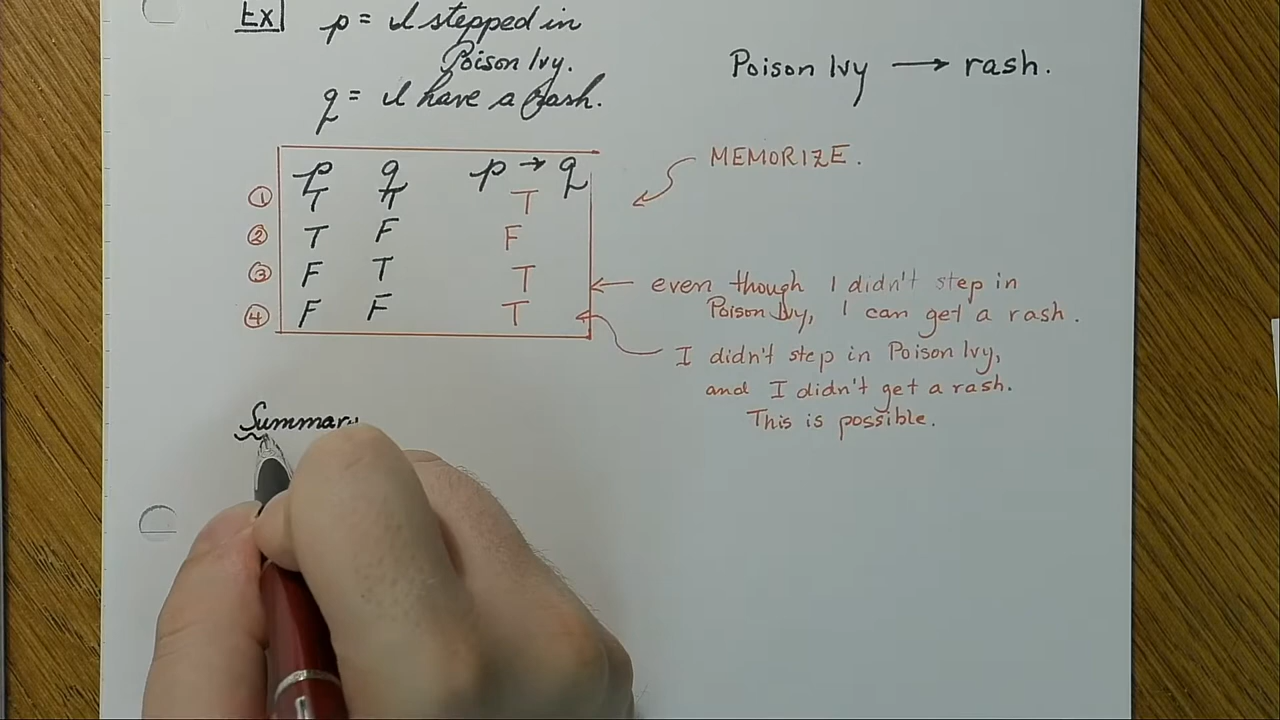 Ex p = I stepped in
Poison Ivy.
q = I have a Rash.
Poison Ivy → rash.
p q p → q
① T T T
② T F F
③ F T T
④ F F T
MEMORIZE.
even though I didn't step in
Poison Ivy, I can get a rash.
I didn't step in Poison Ivy,
and I didn't get a rash.
This is possible.
Summary